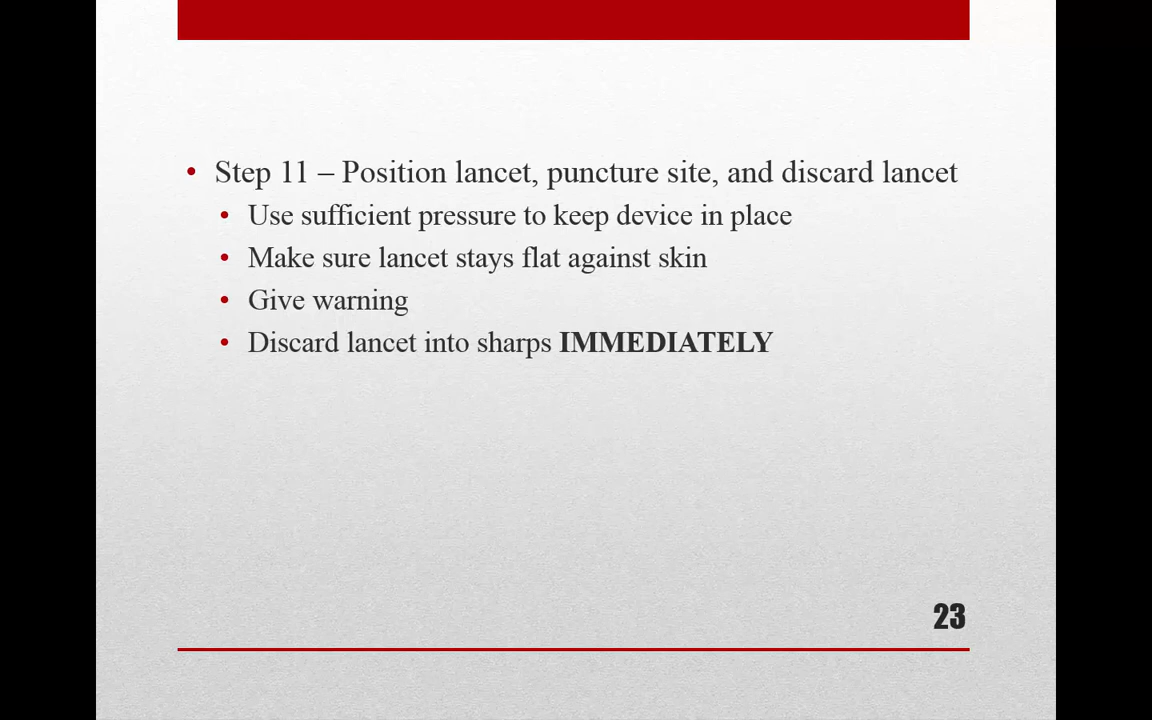 • Step 11 – Position lancet, puncture site, and discard lancet
• Use sufficient pressure to keep device in place
• Make sure lancet stays flat against skin
• Give warning
• Discard lancet into sharps IMMEDIATELY
23